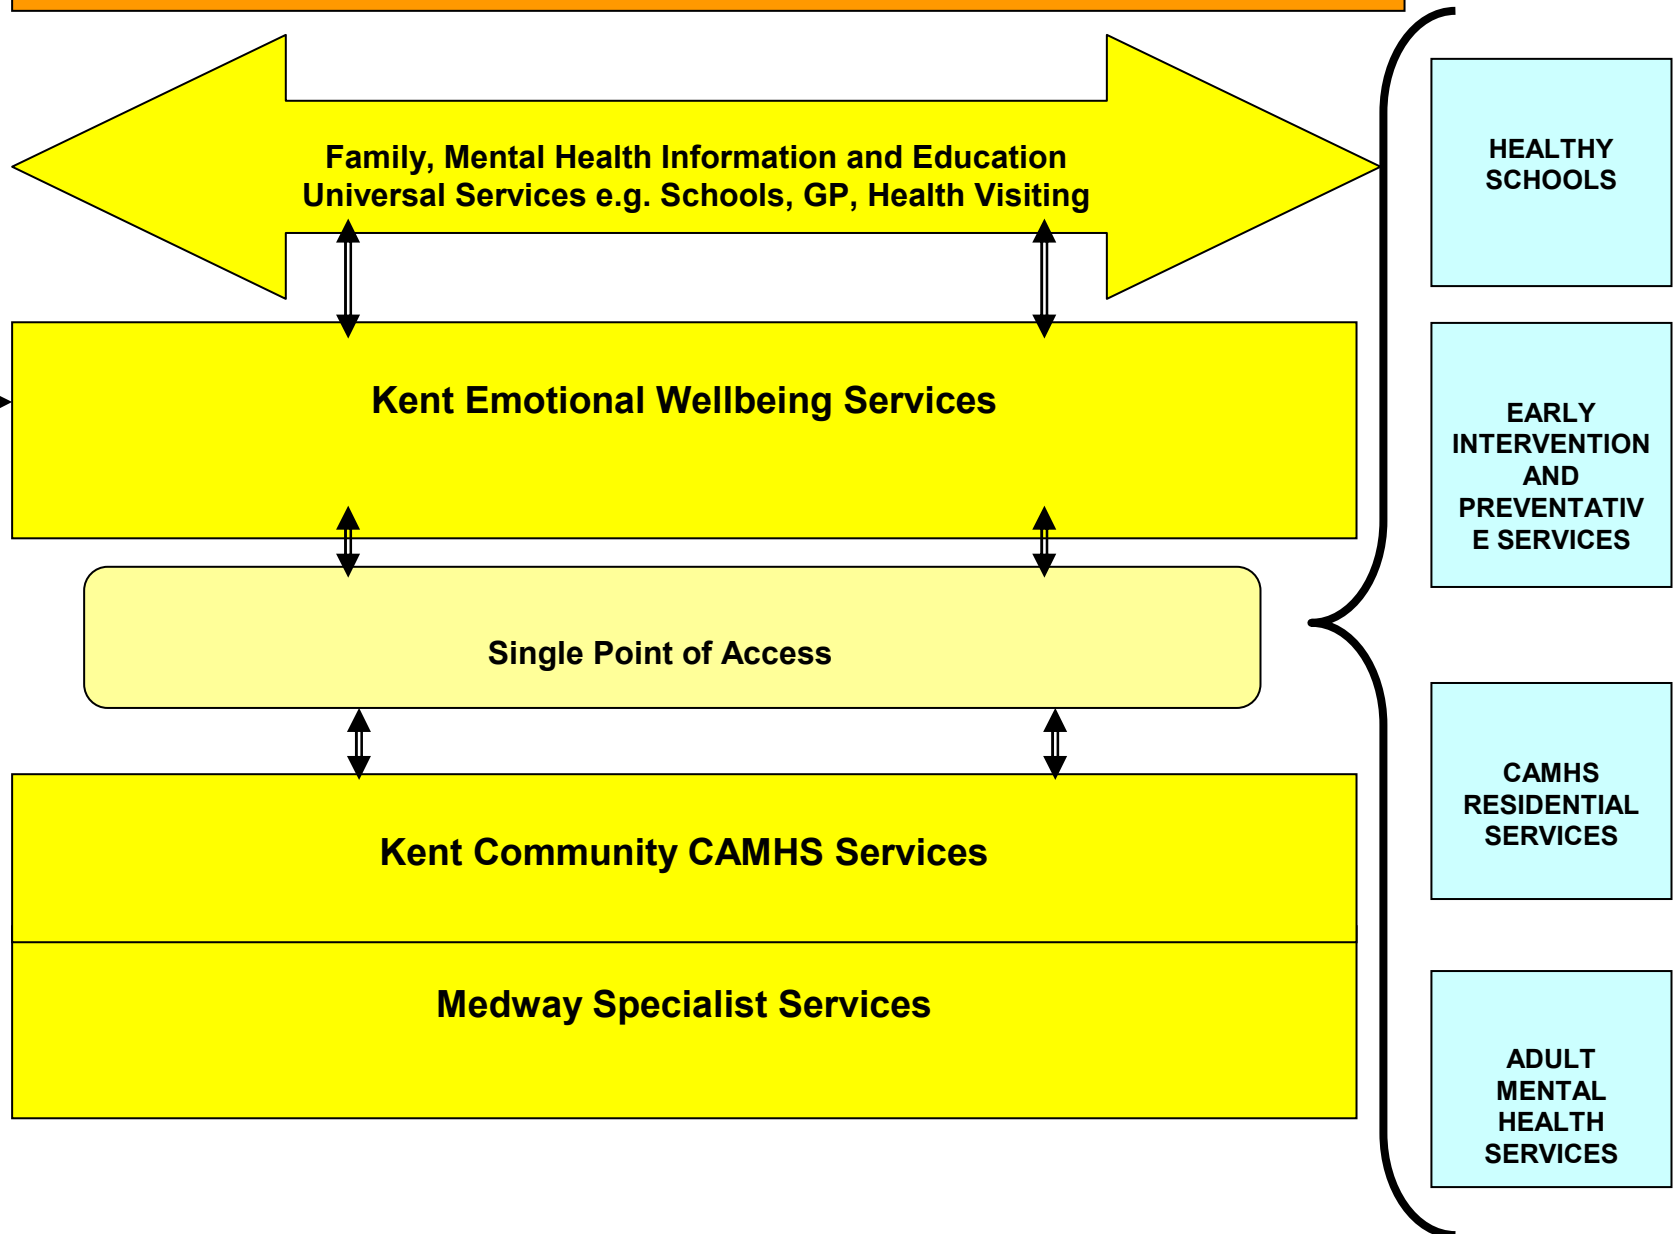 Family, Mental Health Information and Education
Universal Services e.g. Schools, GP, Health Visiting
Kent Emotional Wellbeing Services
Single Point of Access
Kent Community CAMHS Services
Medway Specialist Services
HEALTHY
SCHOOLS
EARLY
INTERVENTION
AND
PREVENTATIV
E SERVICES
CAMHS
RESIDENTIAL
SERVICES
ADULT
MENTAL
HEALTH
SERVICES